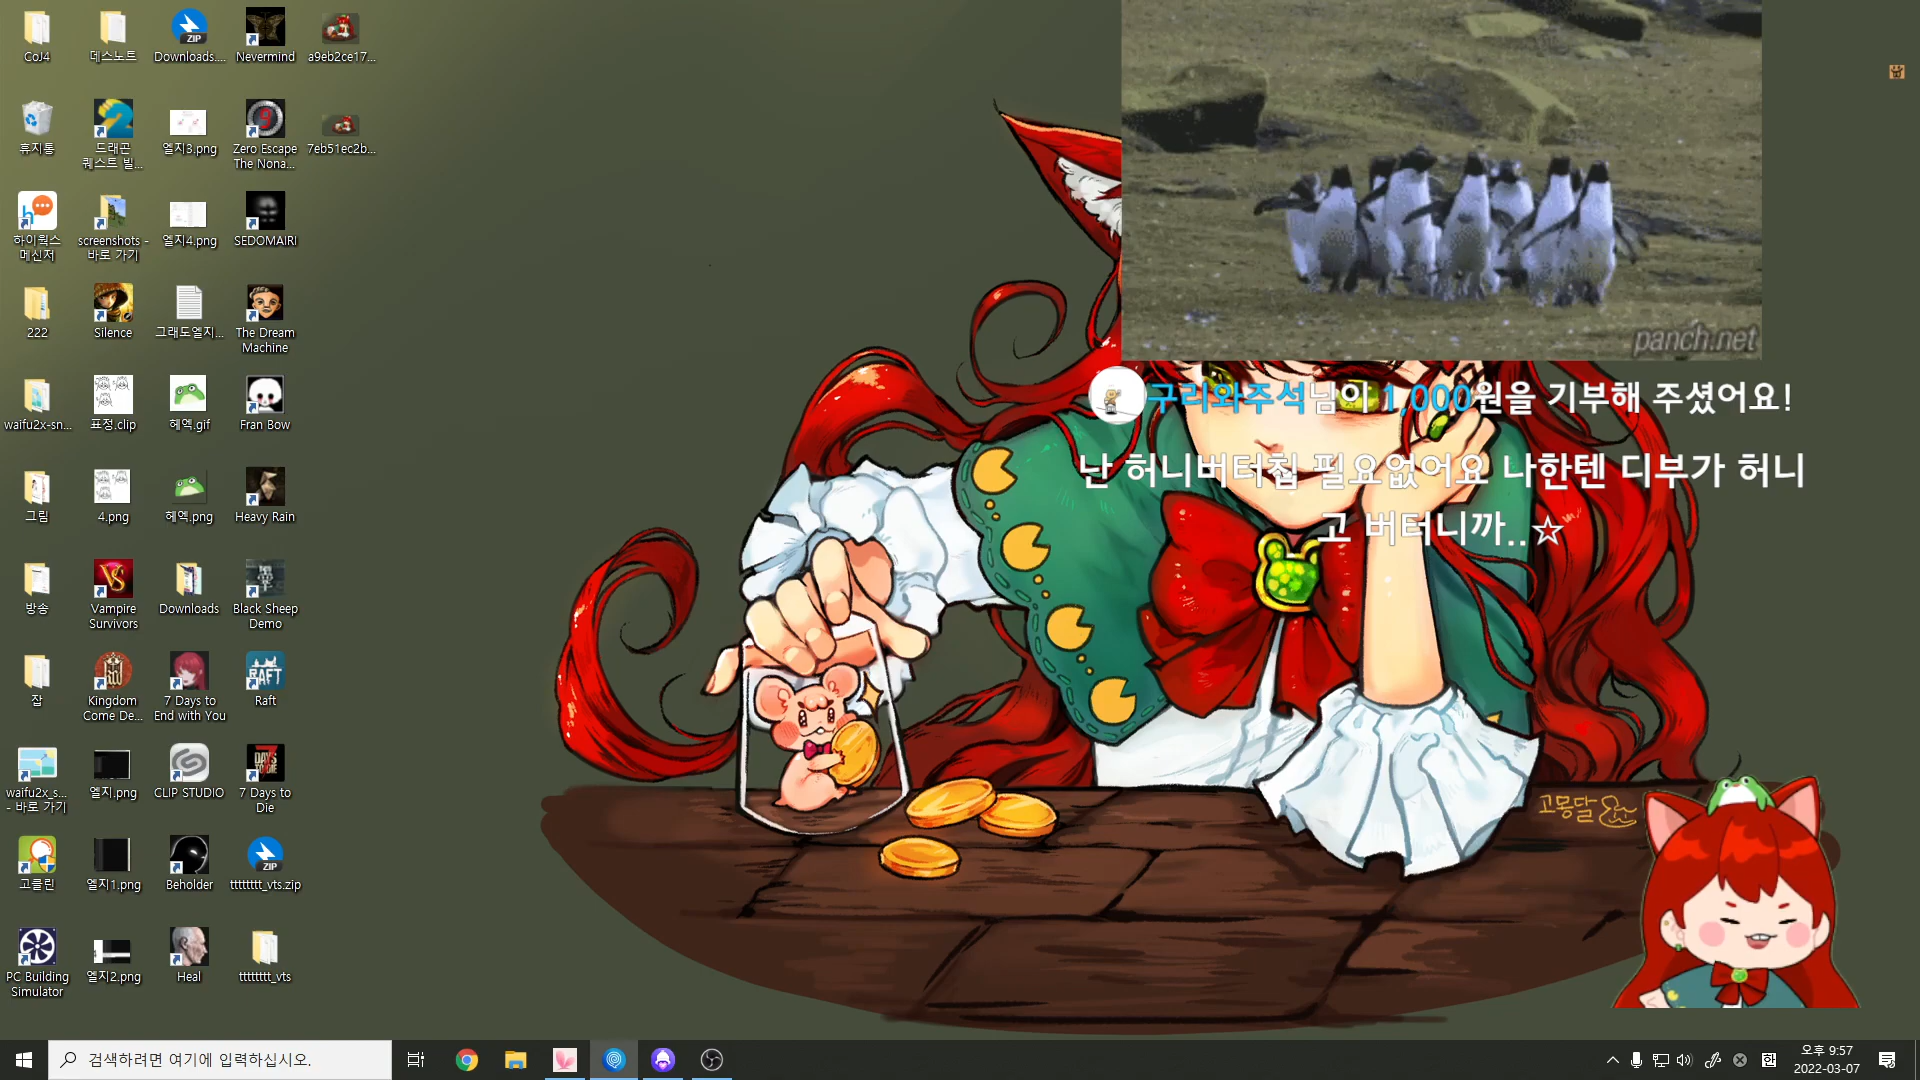 CoJ4
데스노트
Downloads....
Nevermind
a9eb2ce17...
휴지통
드래곤
퀘스트 빌...
엘지3.png
Zero Escape
The Nona...
7eb51ec2b...
하이웍스
메신저
screenshots -
바로 가기
엘지4.png
SEDOMAIRI
222
Silence
그래도엘지...
The Dream
Machine
waifu2x-sn...
표정.clip
헤엑.gif
Fran Bow
그림
4.png
헤엑.png
Heavy Rain
방송
Vampire
Survivors
Downloads
Black Sheep
Demo
잡
Kingdom
Come De...
7 Days to
End with You
RAFT
Raft
waifu2x_s...
- 바로 가기
엘지.png
CLIP STUDIO
7 Days to
Die
고클린
엘지1.png
Beholder
ZIP
tttttttt_vts.zip
PC Building
Simulator
엘지2.png
Heal
tttttttt_vts
panch.net
구리와주석님이 1,000원을 기부해 주셨어요!
난 허니버터칩 필요없어요 나한텐 디부가 허니
고 버터니까..☆
고몽달
검색하려면 여기에 입력하십시오.
한
오후 9:57
2022-03-07